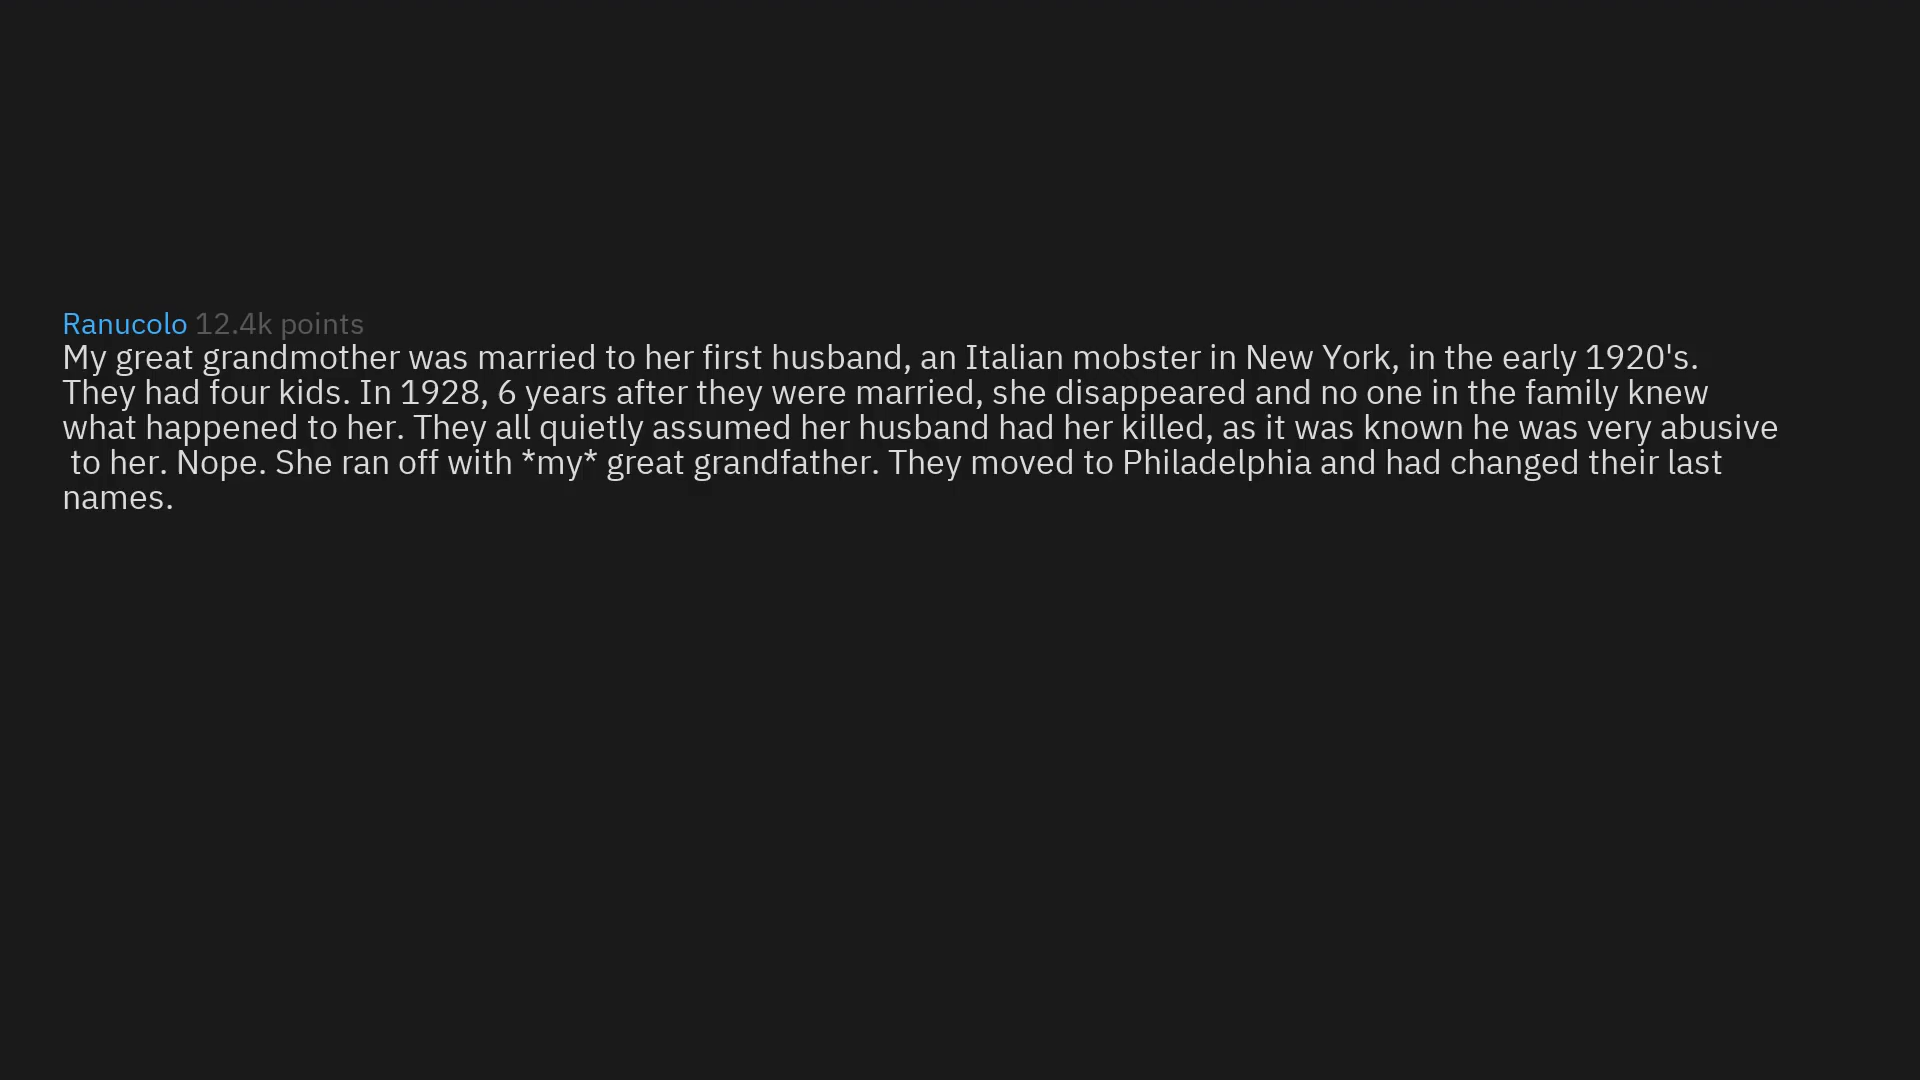 Ranucolo 12.4k points
My great grandmother was married to her first husband, an Italian mobster in New York, in the early 1920's.
They had four kids. In 1928, 6 years after they were married, she disappeared and no one in the family knew
what happened to her. They all quietly assumed her husband had her killed, as it was known he was very abusive
to her. Nope. She ran off with *my* great grandfather. They moved to Philadelphia and had changed their last
names.